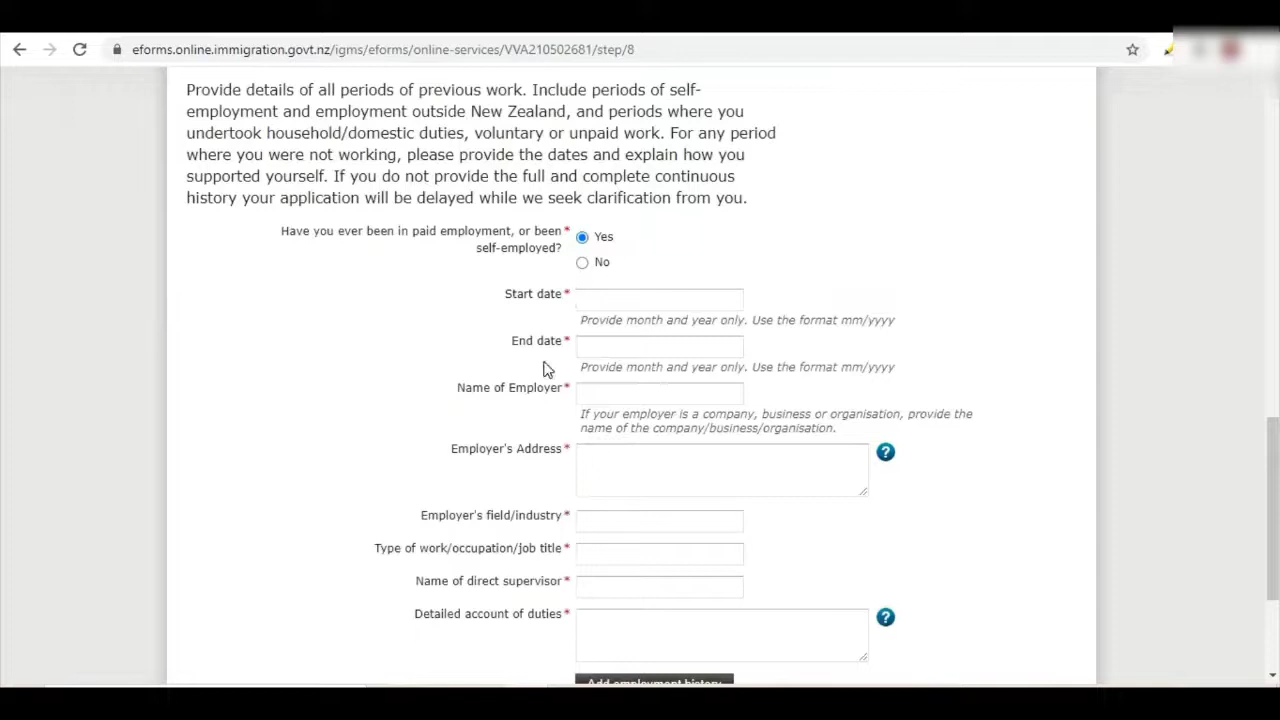 eforms.online.immigration.govt.nz/igms/eforms/online-services/VVA210502681/step/8
Provide details of all periods of previous work. Include periods of self-
employment and employment outside New Zealand, and periods where you
undertook household/domestic duties, voluntary or unpaid work. For any period
where you were not working, please provide the dates and explain how you
supported yourself. If you do not provide the full and complete continuous
history your application will be delayed while we seek clarification from you.
Have you ever been in paid employment, or been *
self-employed?
Yes
No
Start date *
Provide month and year only. Use the format mm/yyyy
End date *
Provide month and year only. Use the format mm/yyyy
Name of Employer *
If your employer is a company, business or organisation, provide the
name of the company/business/organisation.
Employer's Address *
?
Employer's field/industry *
Type of work/occupation/job title *
Name of direct supervisor *
Detailed account of duties *
?
Add employment history